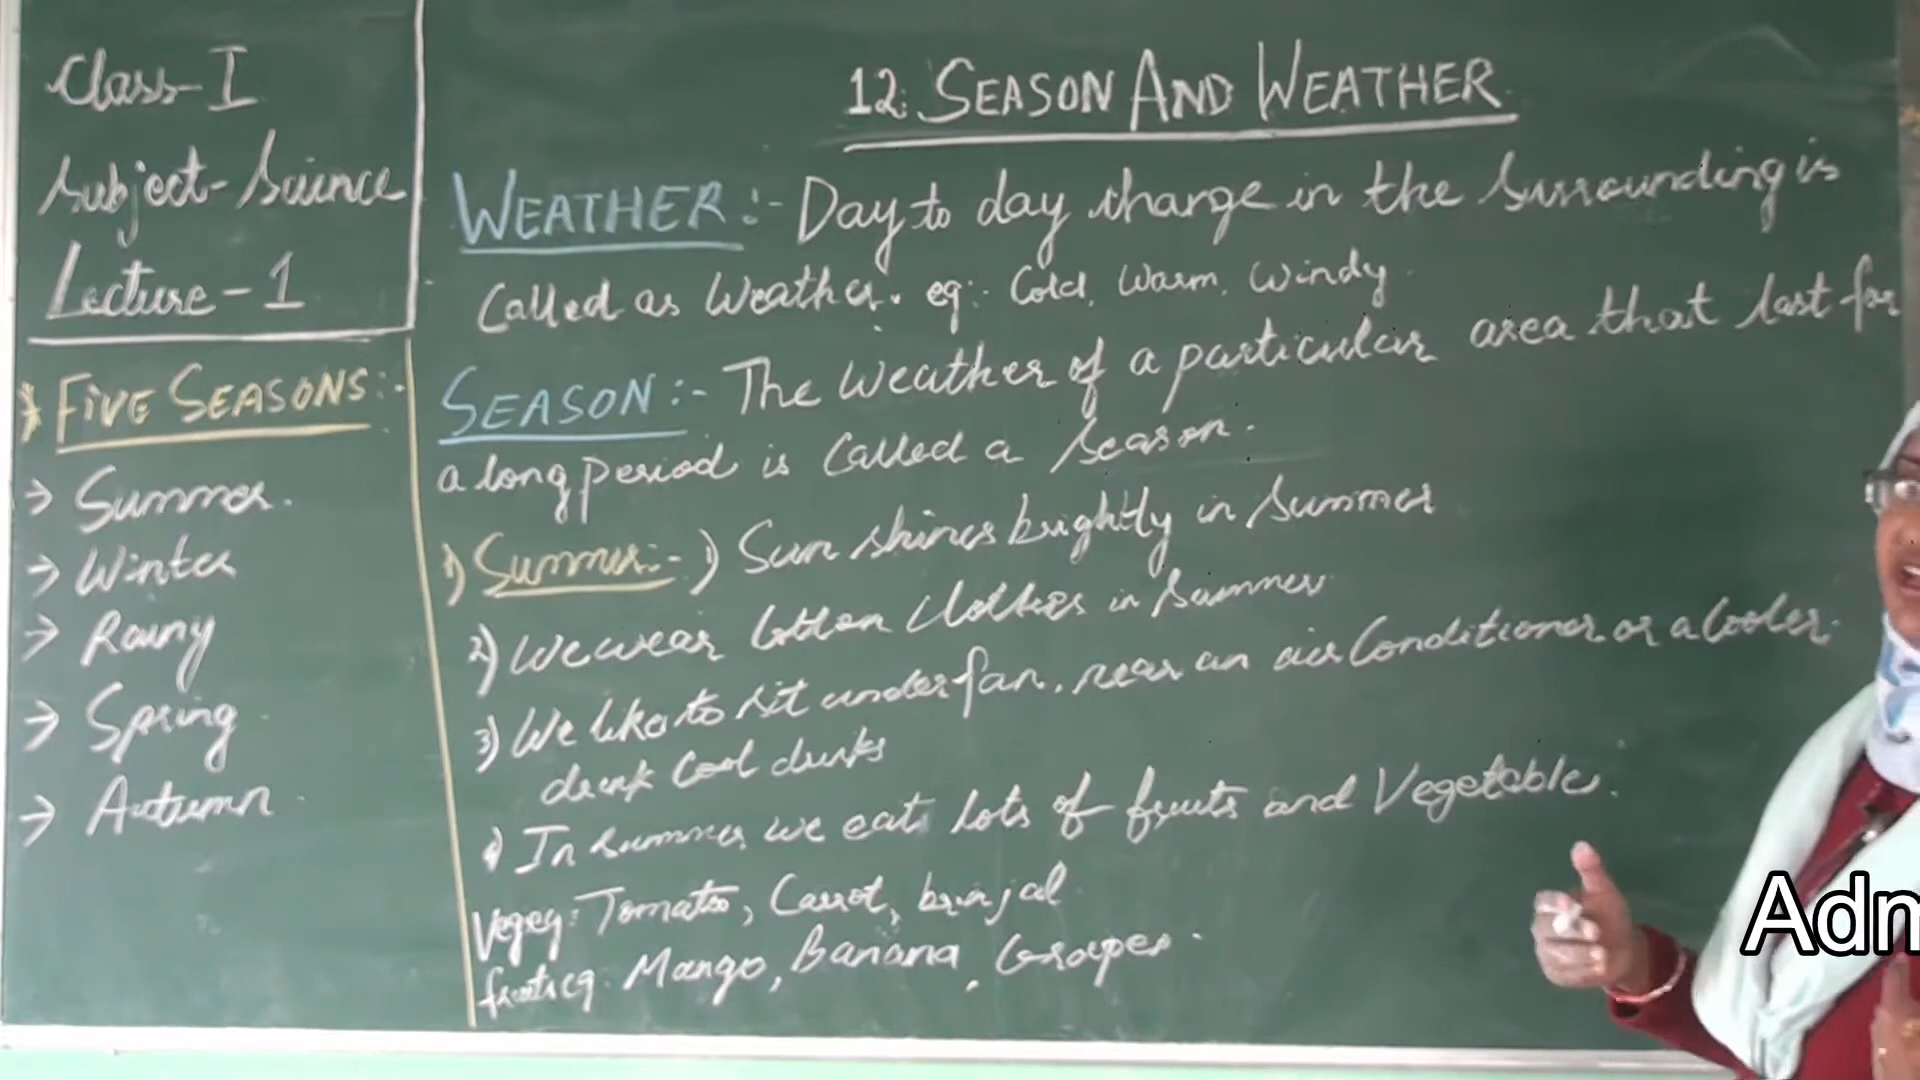 Class-I
Subject-Science
Lecture-1
FIVE SEASONS:-
→ Summer.
→ Winter
→ Rainy
→ Spring
→ Autumn
12. SEASON AND WEATHER
WEATHER:- Day to day change in the Surrounding is
Called as Weather. eg:- Cold, Warm, Windy
SEASON:- The Weather of a particular area that last for
a long period is Called a Season.
1) Summer:- 1) Sun shines brightly in Summer
2) We wear Cotton Clothes in Summer
3) We like to sit under fan, near an air Conditioner or a Cooler.
drink Cool drinks
In summer we eat lots of fruits and Vegetable.
Veg eg: Tomato, Carrot, brinjal
fruits eg. Mango, Banana, Grapes.
Adm